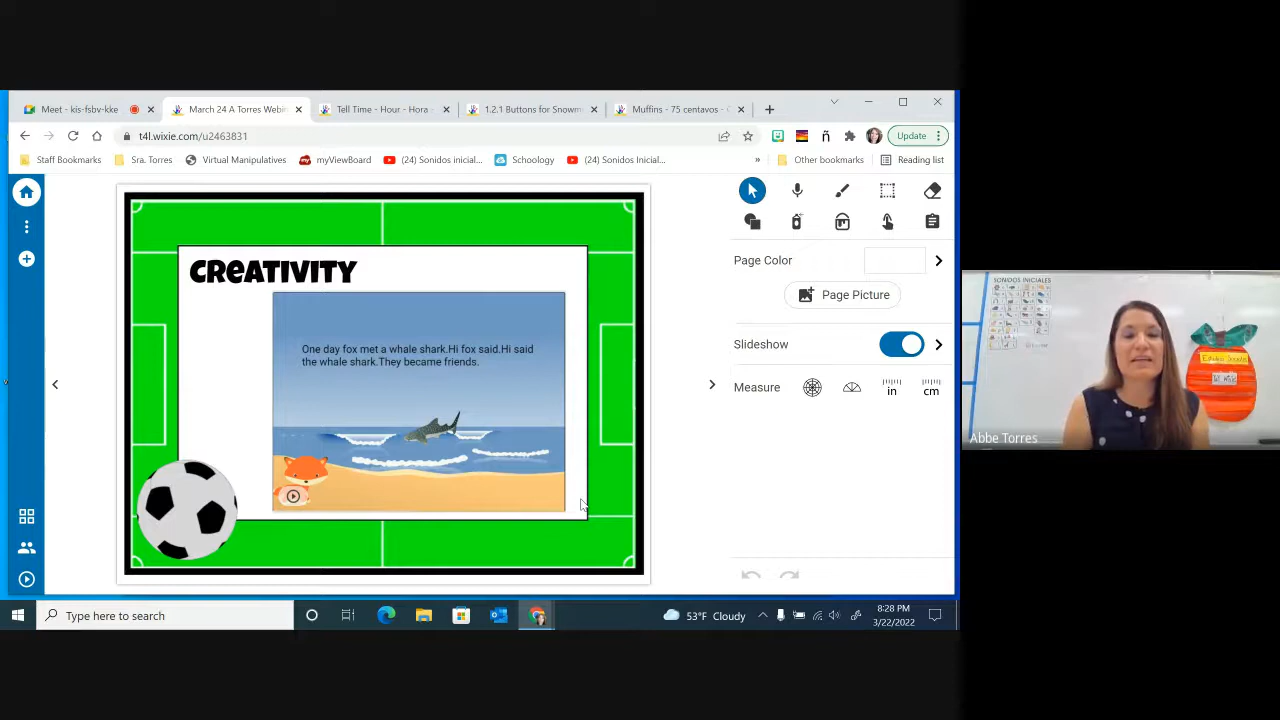 Meet - kis-fsbv-kke
March 24 A Torres Webin
Tell Time - Hour - Hora
1.2.1 Buttons for Snowm
Muffins - 75 centavos -
t4l.wixie.com/u2463831
Update
Staff Bookmarks
Sra. Torres
Virtual Manipulatives
myViewBoard
(24) Sonidos inicial...
Schoology
(24) Sonidos Inicial...
»
Other bookmarks
Reading list
CREATIVITY
One day fox met a whale shark.Hi fox said.Hi said
the whale shark.They became friends.
Page Color
Page Picture
Slideshow
Measure
in
cm
SONIDOS INICIALES
Abbe Torres
Type here to search
53°F Cloudy
8:28 PM
3/22/2022